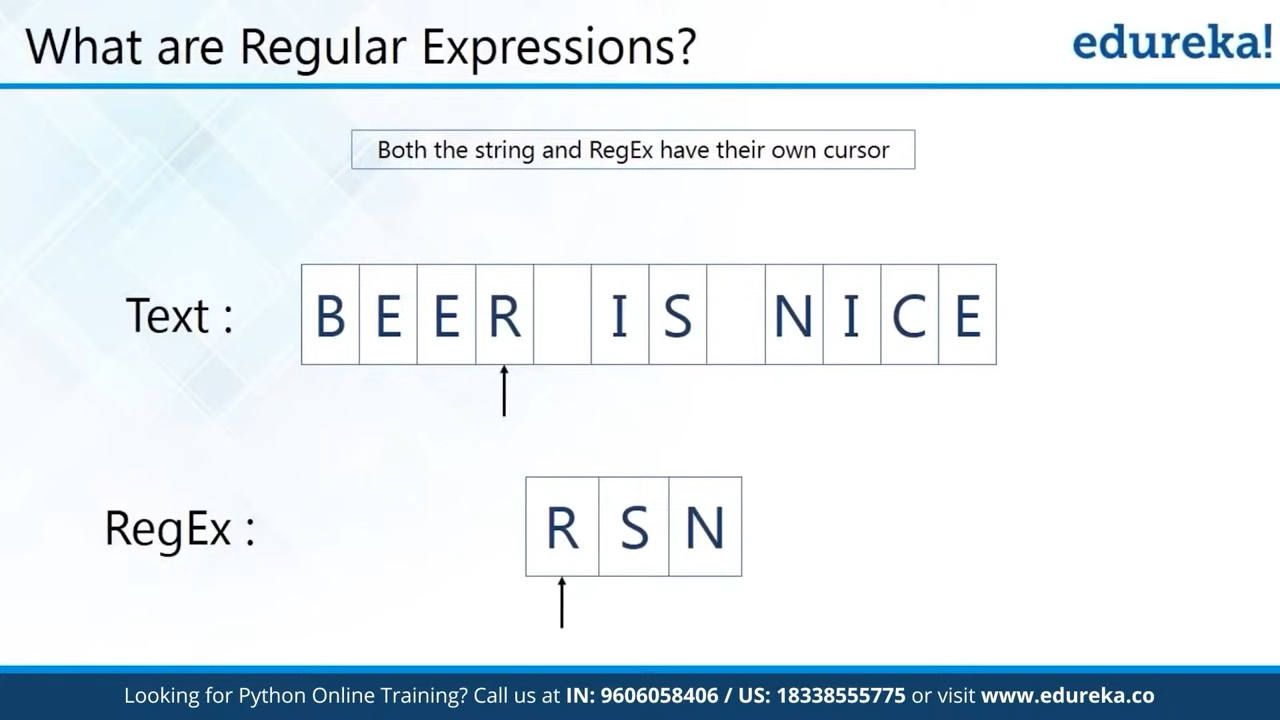 What are Regular Expressions?
edureka!
Both the string and RegEx have their own cursor
Text : B E E R I S N I C E
RegEx : R S N
Looking for Python Online Training? Call us at IN: 9606058406 / US: 18338555775 or visit www.edureka.co